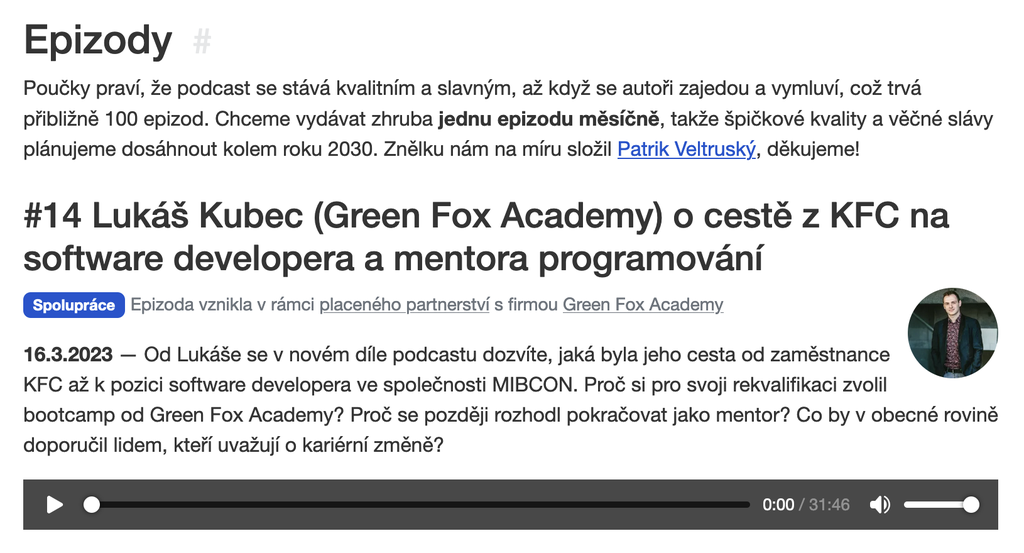 Epizody #
Poučky praví, že podcast se stává kvalitním a slavným, až když se autoři zajedou a vymluví, což trvá
přibližně 100 epizod. Chceme vydávat zhruba jednu epizodu měsíčně, takže špičkové kvality a věčné slávy
plánujeme dosáhnout kolem roku 2030. Znělku nám na míru složil Patrik Veltruský, děkujeme!
#14 Lukáš Kubec (Green Fox Academy) o cestě z KFC na
software developera a mentora programování
Spolupráce Epizoda vznikla v rámci placeného partnerství s firmou Green Fox Academy
16.3.2023 — Od Lukáše se v novém díle podcastu dozvíte, jaká byla jeho cesta od zaměstnance
KFC až k pozici software developera ve společnosti MIBCON. Proč si pro svoji rekvalifikaci zvolil
bootcamp od Green Fox Academy? Proč se později rozhodl pokračovat jako mentor? Co by v obecné rovině
doporučil lidem, kteří uvažují o kariérní změně?
0:00 / 31:46